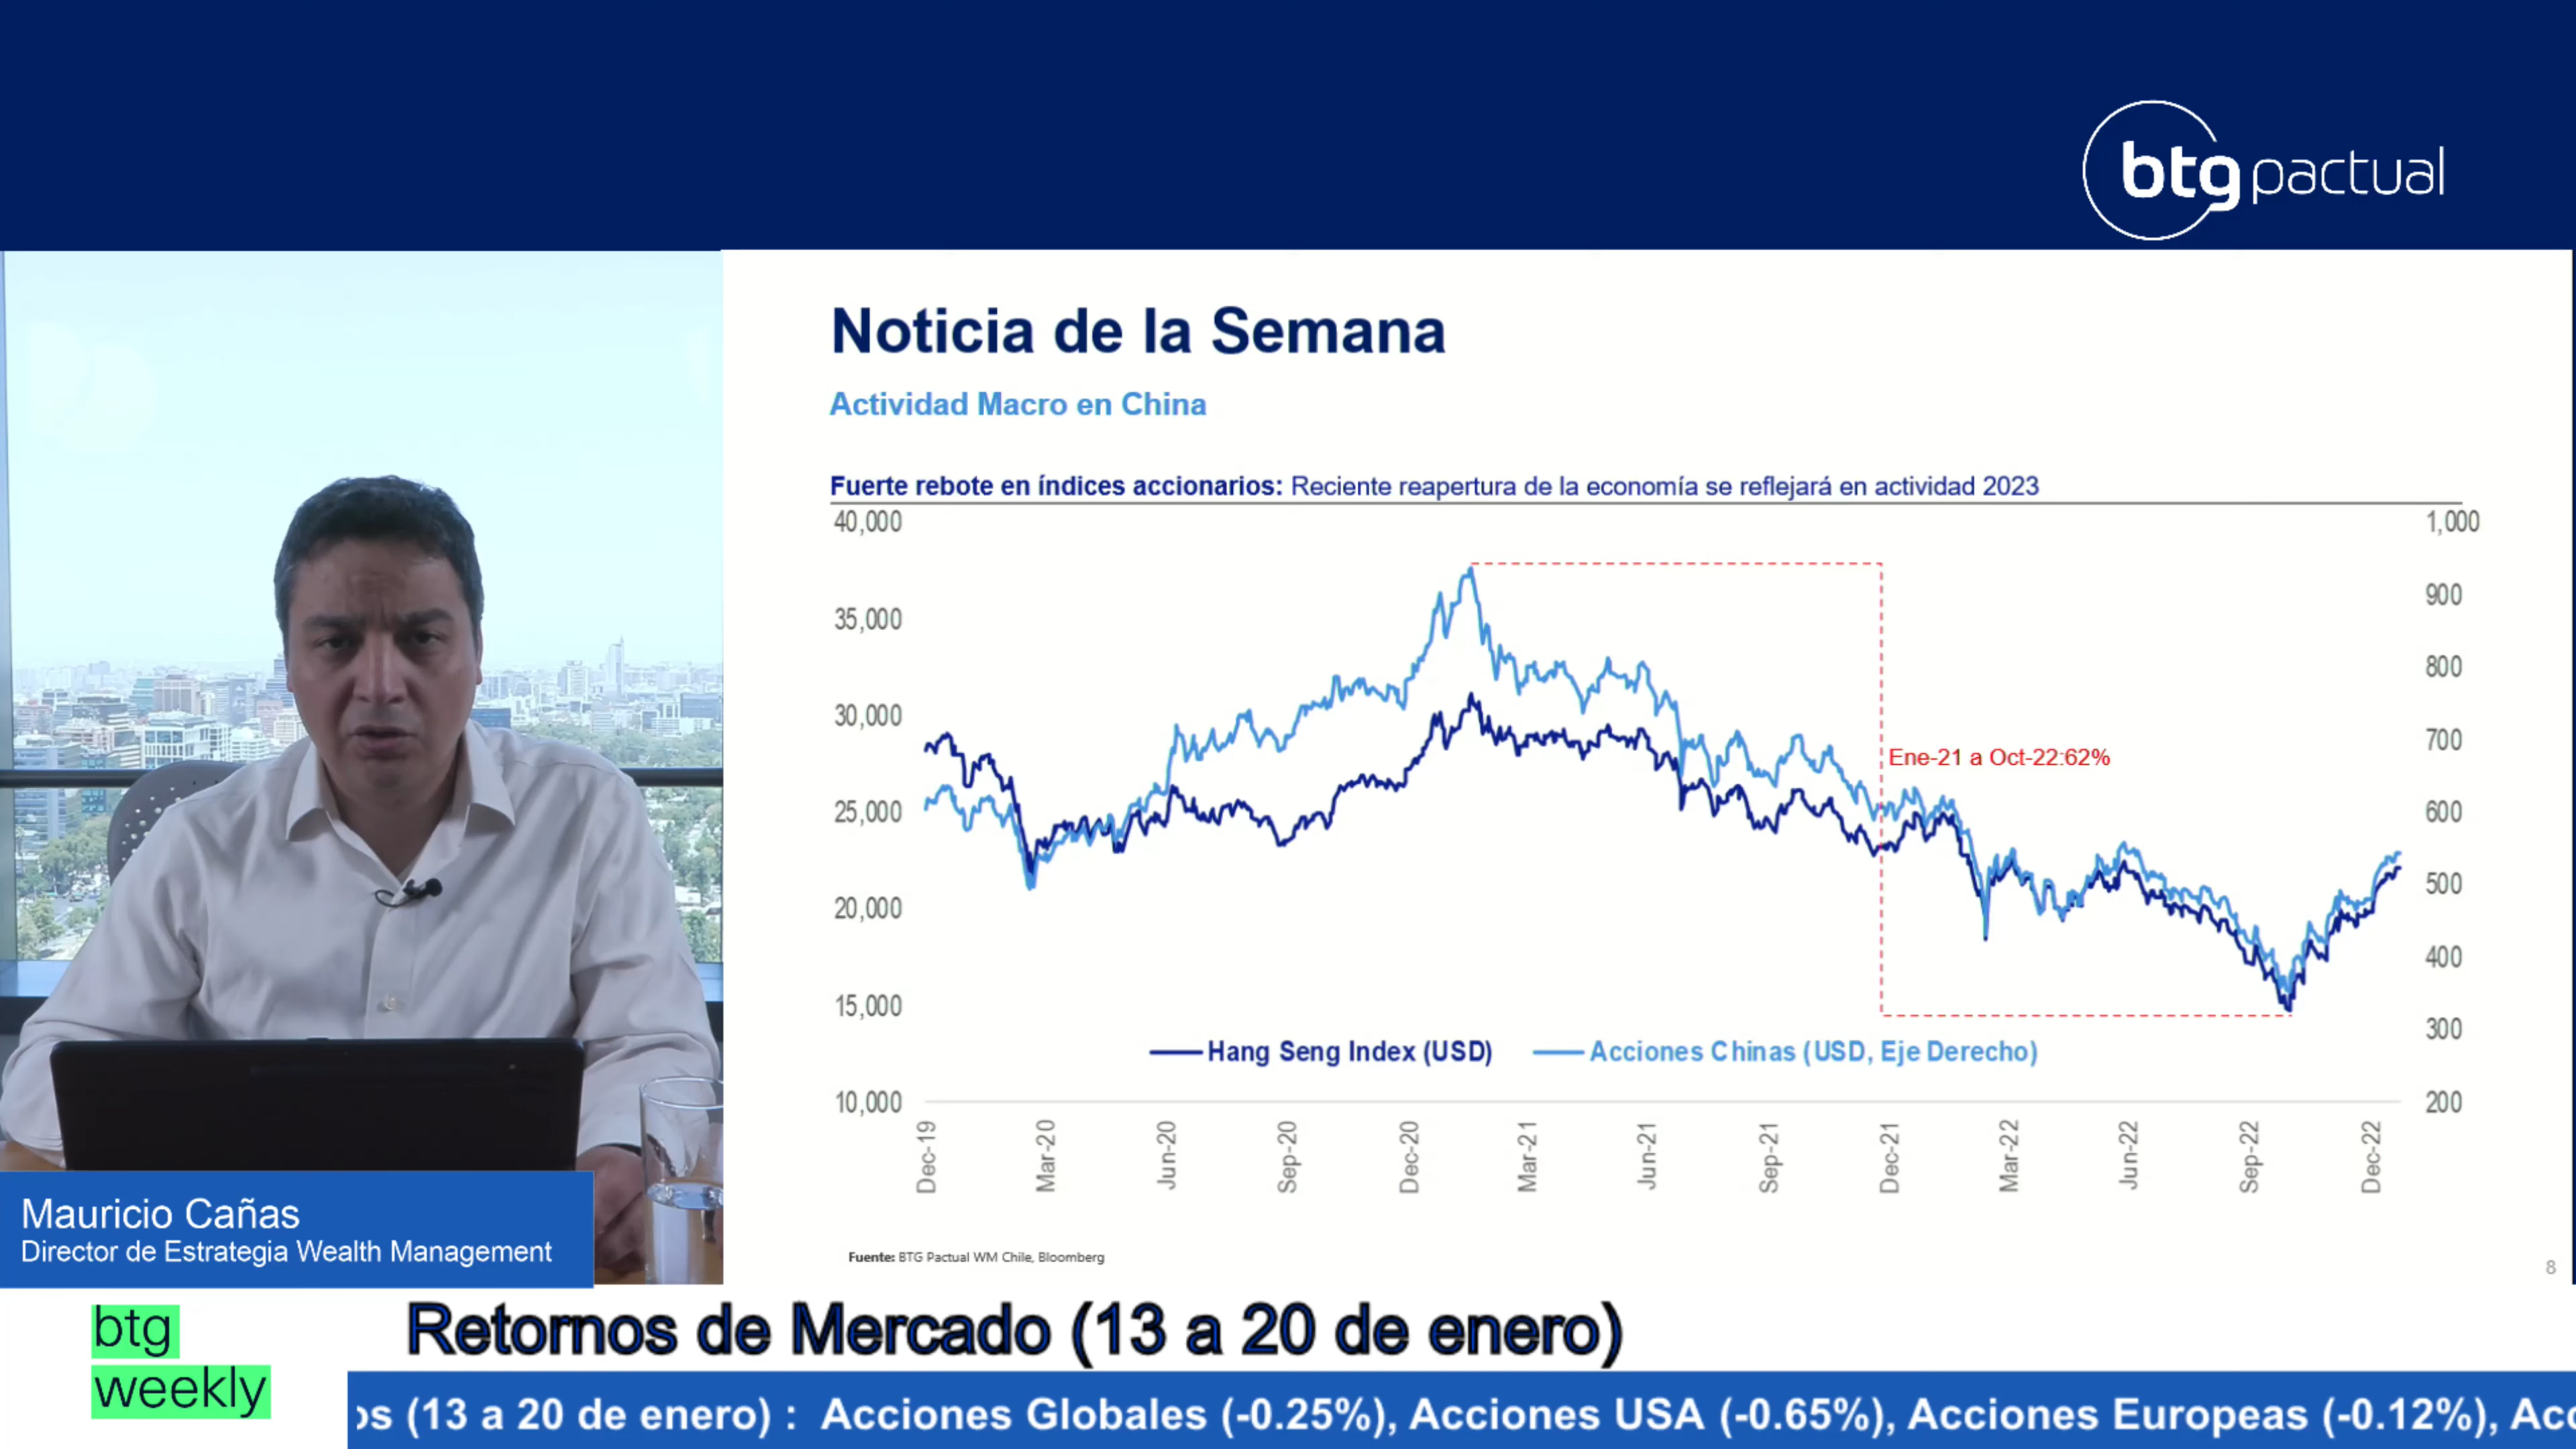 btg pactual
Noticia de la Semana
Actividad Macro en China
Fuerte rebote en índices accionarios: Reciente reapertura de la economía se reflejará en actividad 2023
40,000
35,000
30,000
25,000
20,000
15,000
10,000
1,000
900
800
700
600
500
400
300
200
Ene-21 a Oct-22:62%
Hang Seng Index (USD)
Acciones Chinas (USD, Eje Derecho)
Dec-19
Mar-20
Jun-20
Sep-20
Dec-20
Mar-21
Jun-21
Sep-21
Dec-21
Mar-22
Jun-22
Sep-22
Dec-22
Fuente: BTG Pactual WM Chile, Bloomberg
8
Mauricio Cañas
Director de Estrategia Wealth Management
btg
weekly
Retornos de Mercado (13 a 20 de enero)
os (13 a 20 de enero) : Acciones Globales (-0.25%), Acciones USA (-0.65%), Acciones Europeas (-0.12%), Acc